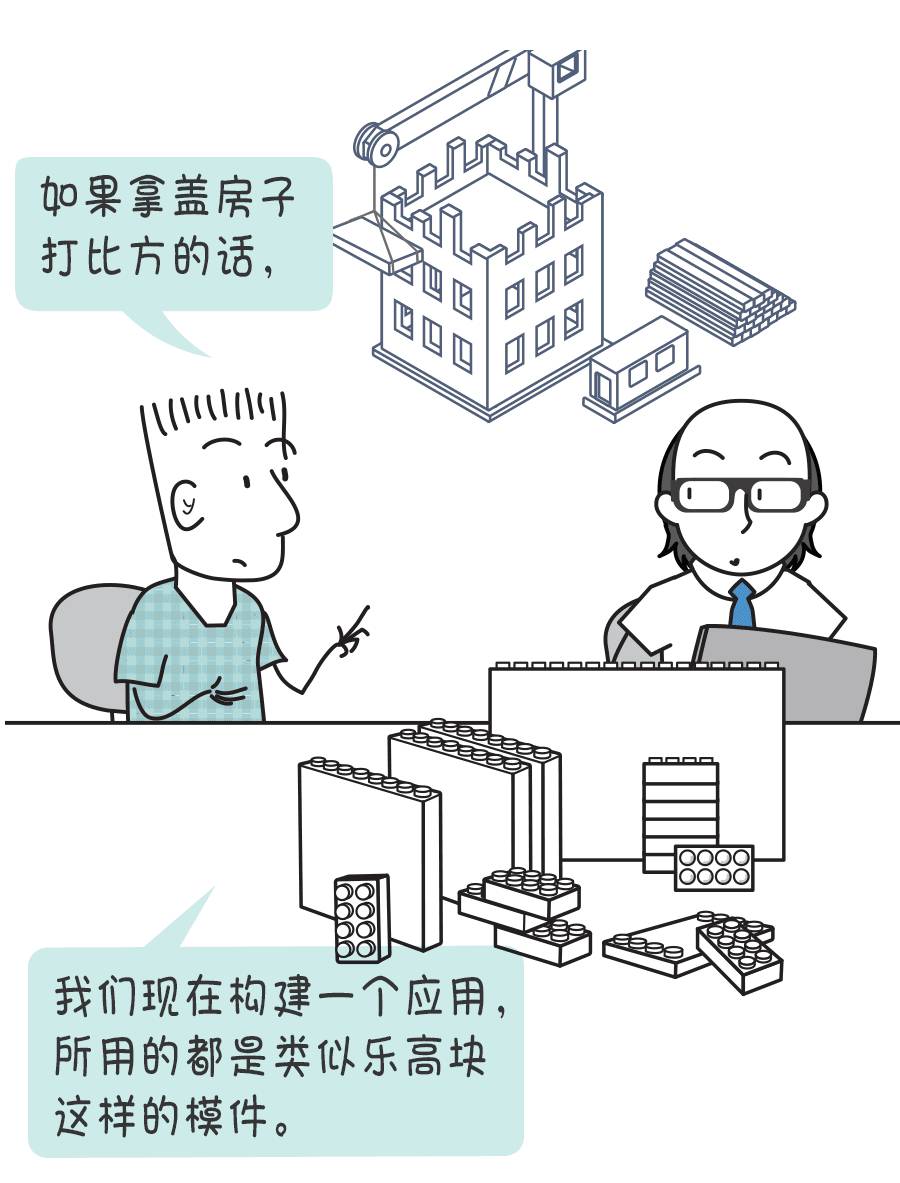 如果拿盖房子
打比方的话，
我们现在构建一个应用，
所用的都是类似乐高块
这样的模件。